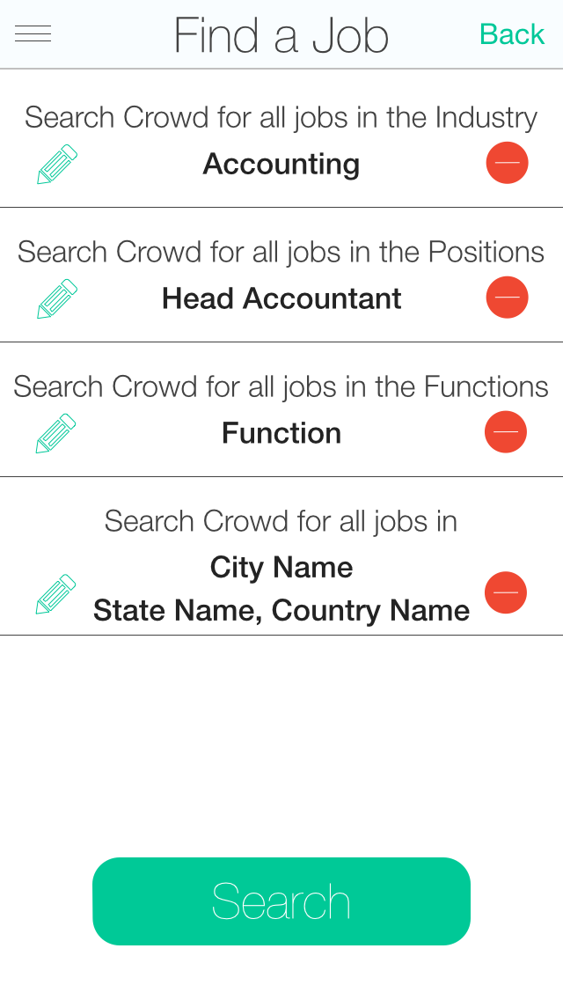 Find a Job
Back
Search Crowd for all jobs in the Industry
Accounting
Search Crowd for all jobs in the Positions
Head Accountant
Search Crowd for all jobs in the Functions
Function
Search Crowd for all jobs in
City Name
State Name, Country Name
Search